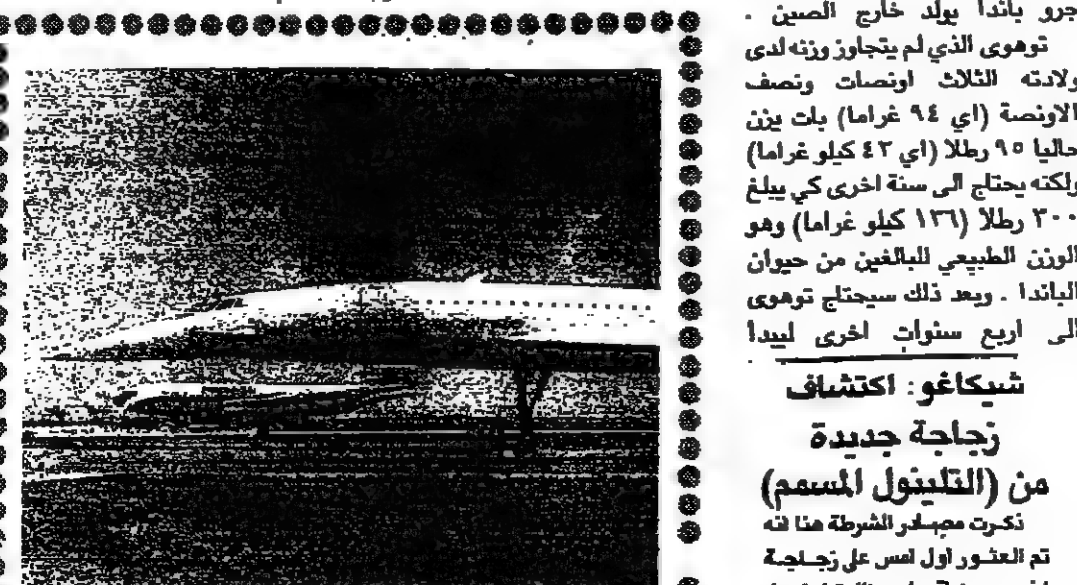 جرو باندا يولد خارج الصين .
توهوى الذي لم يتجاوز وزنه لدى
ولادته الثلاث اونصات ونصف
الاونصة (اي ٩٤ غراما) بات يزن
حاليا ٩٥ رطلا (اي ٤٢ كيلو غراما)
ولكنه يحتاج الى سنة اخرى كي يبلغ
٣٠٠ رطلا (١٣٦ كيلو غراما) وهو
الوزن الطبيعي للبالغين من حيوان
الباندا . وبعد ذلك سيحتاج توهوى
الى اربع سنوات اخرى ليبدا
شيكاغو: اكتشاف
زجاجة جديدة
من (التلينول المسمم)
ذكرت مصادر الشرطة هنا انه
تم العثور اول امس على زجاجة